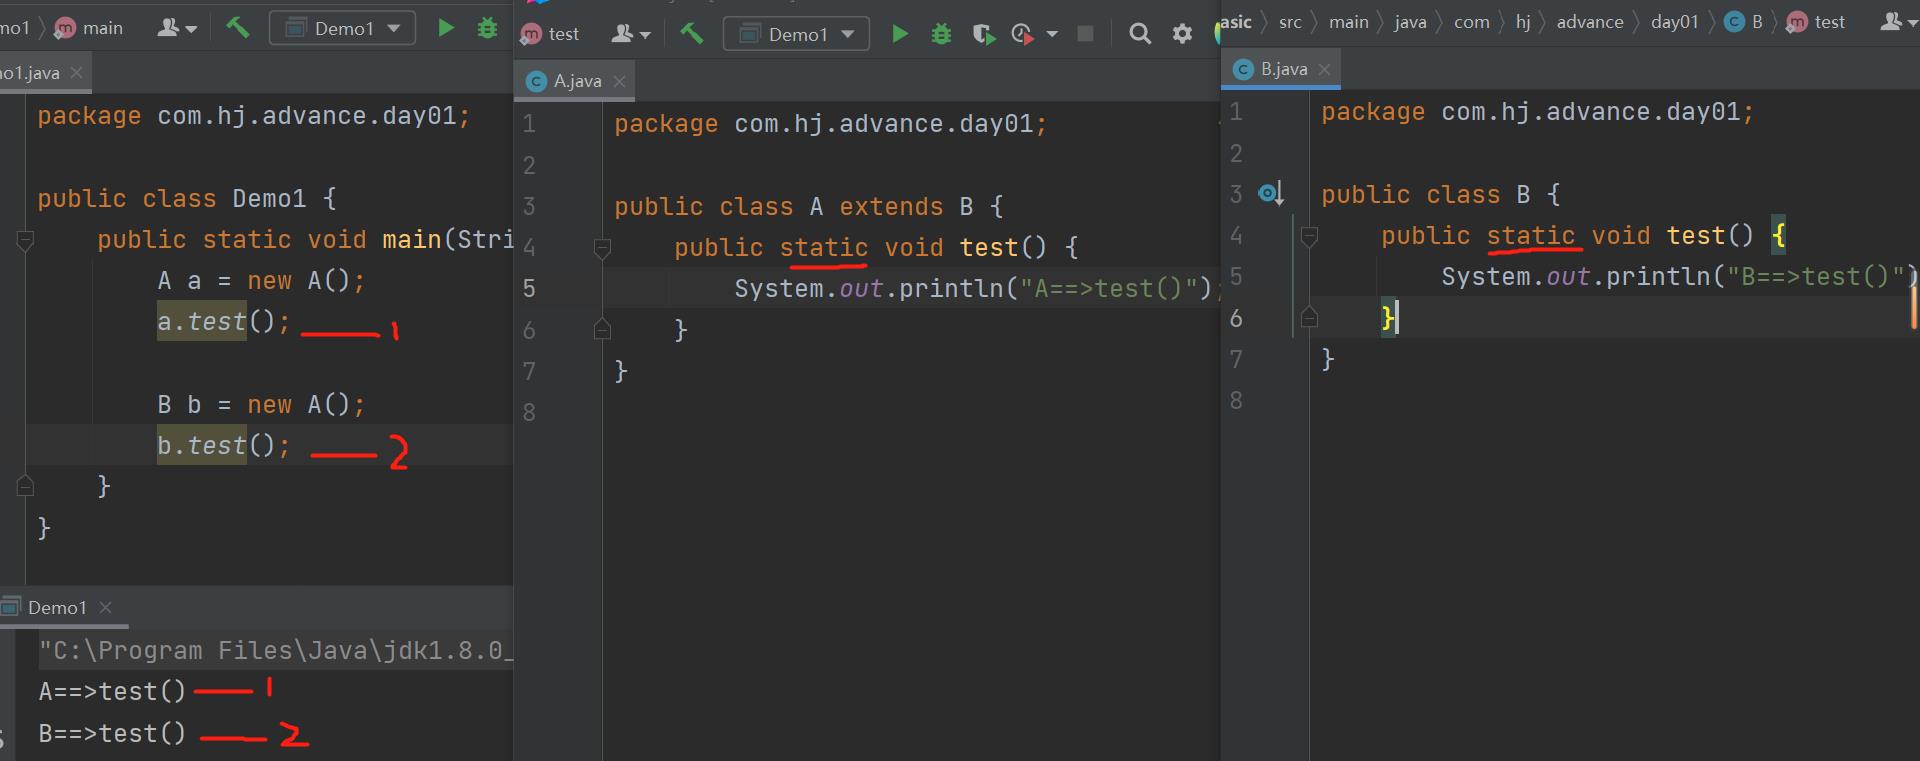 no1
main
Demo1
no1.java
package com.hj.advance.day01;
public class Demo1 {
public static void main(Stri
A a = new A();
a.test(); 1
B b = new A();
b.test(); 2
}
}
Demo1
"C:\Program Files\Java\jdk1.8.0_
A==>test() 1
B==>test() 2
test
Demo1
A.java
1 package com.hj.advance.day01;
2
3 public class A extends B {
4 public static void test() {
5 System.out.println("A==>test()");
6 }
7 }
8
asic src main java com hj advance day01 B test
B.java
1 package com.hj.advance.day01;
2
3 public class B {
4 public static void test() {
5 System.out.println("B==>test()")
6 }
7 }
8